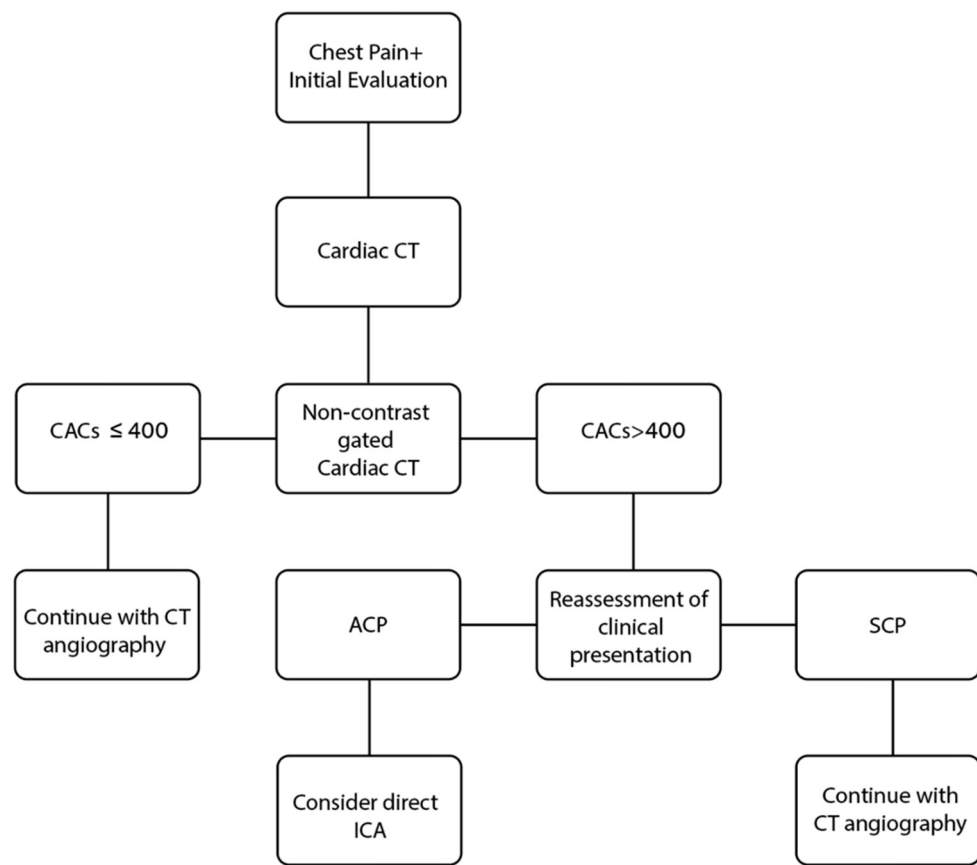 Chest Pain+
Initial Evaluation
Cardiac CT
CACs ≤ 400
Non-contrast
gated
Cardiac CT
CACs>400
Continue with CT
angiography
ACP
Reassessment of
clinical
presentation
SCP
Consider direct
ICA
Continue with
CT angiography